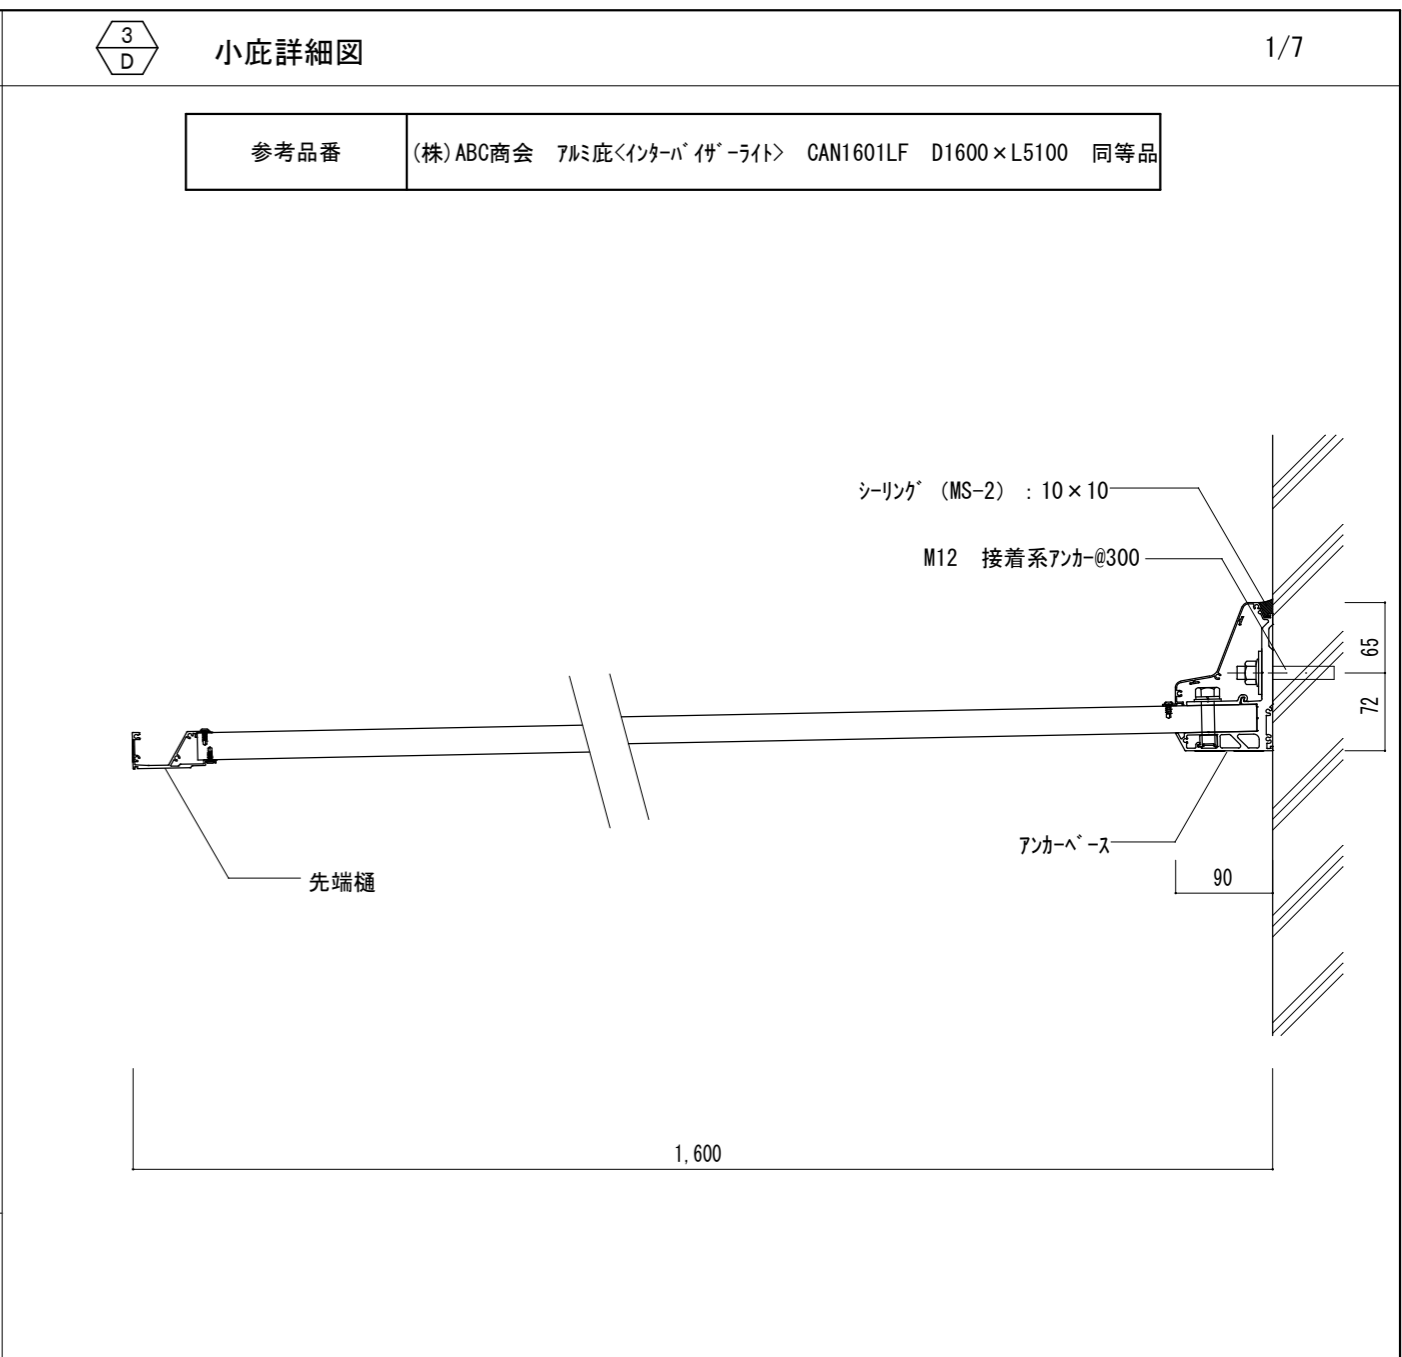 3
D
小庇詳細図
1/7
参考品番
(株)ABC商会 アルミ庇<インターバイザーライト> CAN1601LF D1600×L5100 同等品
シーリング (MS-2) : 10×10
M12 接着系アンカー@300
65
72
アンカーベース
90
先端樋
1,600